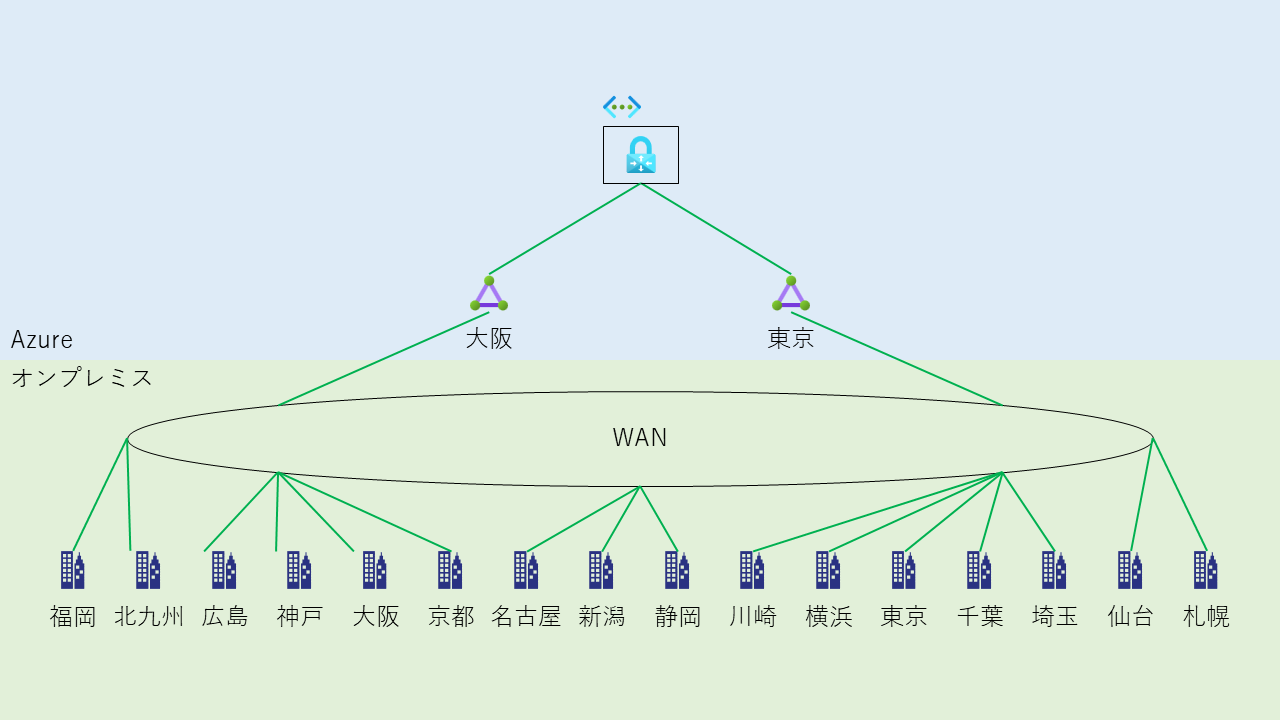 大阪
東京
Azure
オンプレミス
WAN
福岡
北九州
広島
神戸
大阪
京都
名古屋
新潟
静岡
川崎
横浜
東京
千葉
埼玉
仙台
札幌